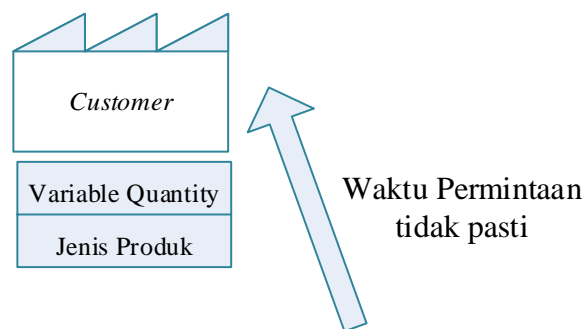 Customer
Variable Quantity
Jenis Produk
Waktu Permintaan
tidak pasti